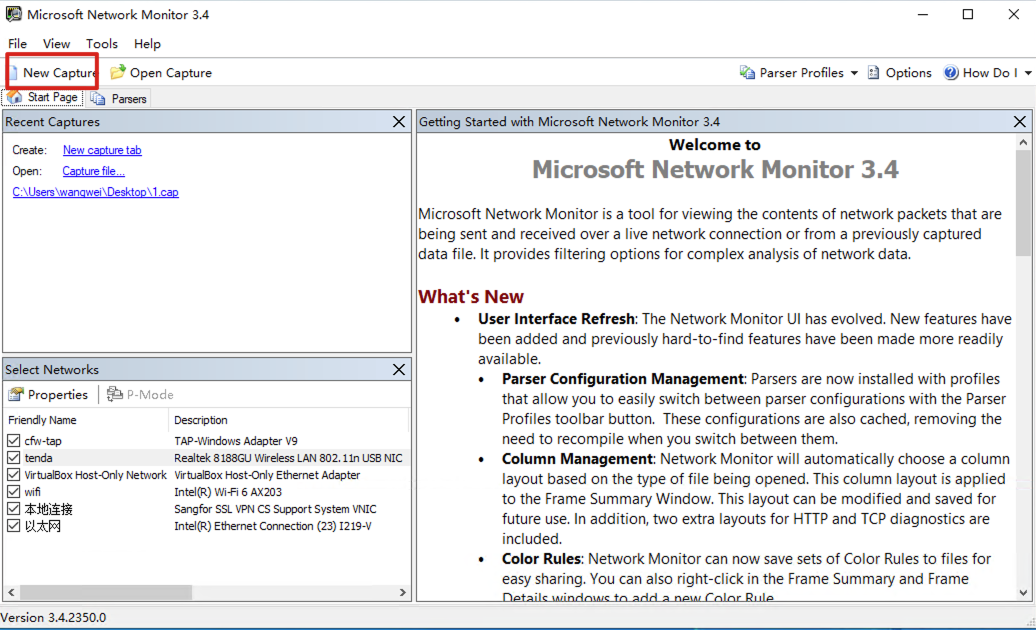 Microsoft Network Monitor 3.4
File View Tools Help
New Capture Open Capture Parser Profiles Options How Do I
Start Page Parsers
Recent Captures
Create: New capture tab
Open: Capture file...
C:\Users\wangwei\Desktop\1.cap
Select Networks
Properties P-Mode
Friendly Name Description
cfw-tap TAP-Windows Adapter V9
tenda Realtek 8188GU Wireless LAN 802.11n USB NIC
VirtualBox Host-Only Network VirtualBox Host-Only Ethernet Adapter
wifi Intel(R) Wi-Fi 6 AX203
本地连接 Sangfor SSL VPN CS Support System VNIC
以太网 Intel(R) Ethernet Connection (23) I219-V
Getting Started with Microsoft Network Monitor 3.4
Welcome to
Microsoft Network Monitor 3.4
Microsoft Network Monitor is a tool for viewing the contents of network packets that are
being sent and received over a live network connection or from a previously captured
data file. It provides filtering options for complex analysis of network data.
What's New
• User Interface Refresh: The Network Monitor UI has evolved. New features have
been added and previously hard-to-find features have been made more readily
available.
• Parser Configuration Management: Parsers are now installed with profiles
that allow you to easily switch between parser configurations with the Parser
Profiles toolbar button. These configurations are also cached, removing the
need to recompile when you switch between them.
• Column Management: Network Monitor will automatically choose a column
layout based on the type of file being opened. This column layout is applied
to the Frame Summary Window. This layout can be modified and saved for
future use. In addition, two extra layouts for HTTP and TCP diagnostics are
included.
• Color Rules: Network Monitor can now save sets of Color Rules to files for
easy sharing. You can also right-click in the Frame Summary and Frame
Details windows to add a new Color Rule.
Version 3.4.2350.0